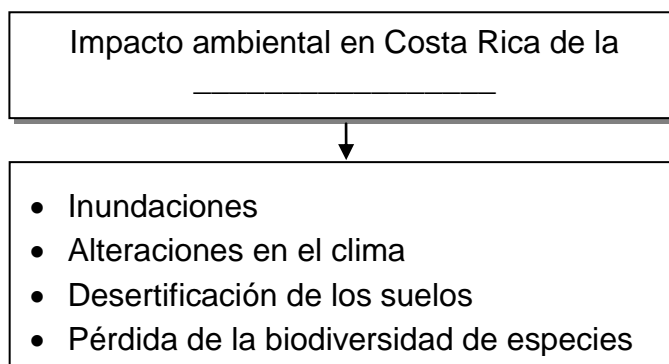 Impacto ambiental en Costa Rica de la
_________________
• Inundaciones
• Alteraciones en el clima
• Desertificación de los suelos
• Pérdida de la biodiversidad de especies